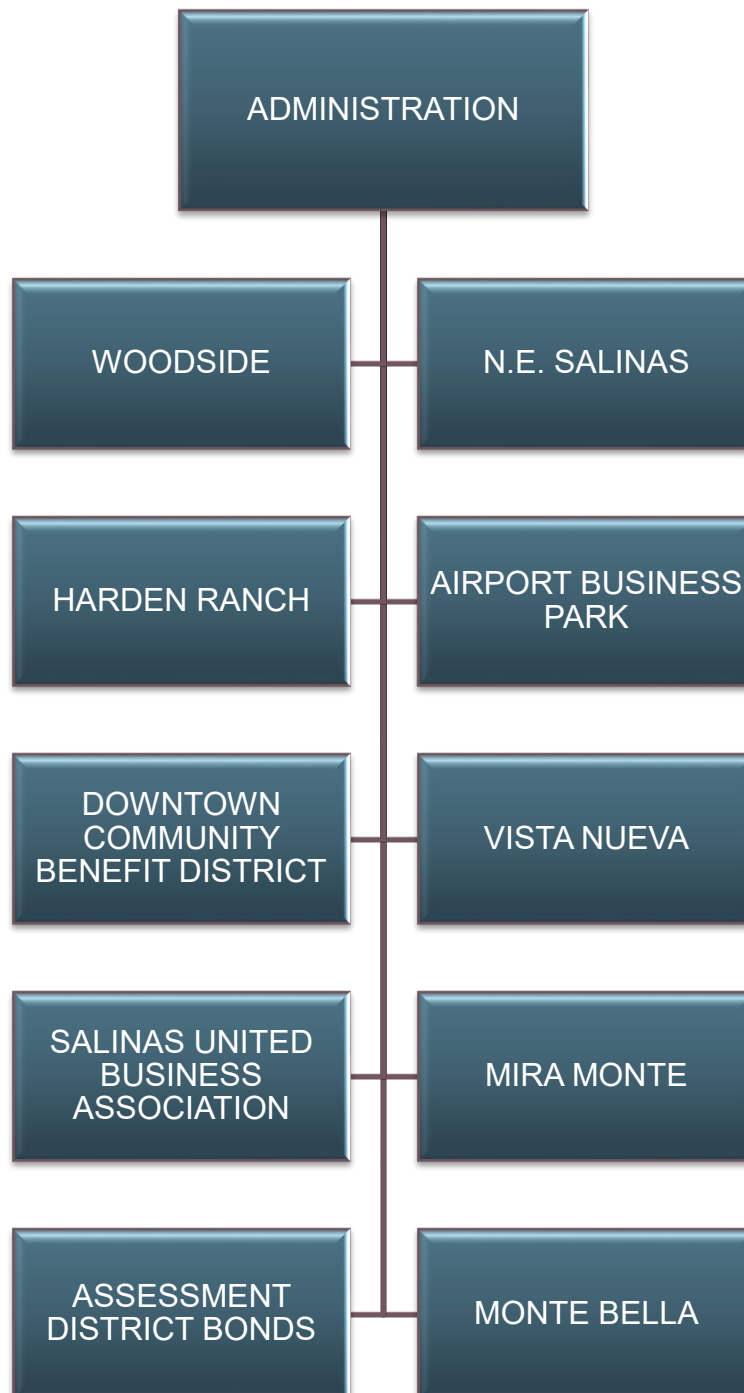 ADMINISTRATION
WOODSIDE
N.E. SALINAS
HARDEN RANCH
AIRPORT BUSINESS
PARK
DOWNTOWN
COMMUNITY
BENEFIT DISTRICT
VISTA NUEVA
SALINAS UNITED
BUSINESS
ASSOCIATION
MIRA MONTE
ASSESSMENT
DISTRICT BONDS
MONTE BELLA